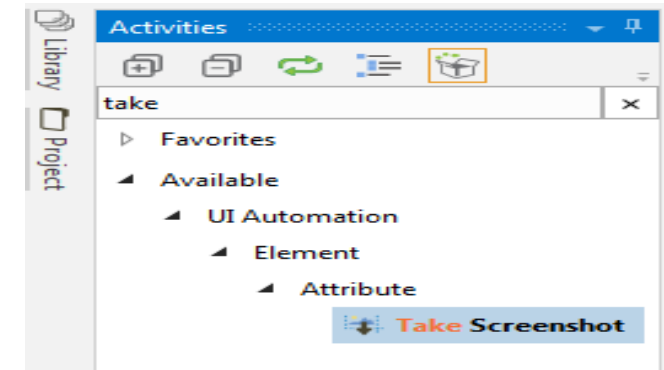 Library
Project
Activities
take
Favorites
Available
UI Automation
Element
Attribute
Take Screenshot